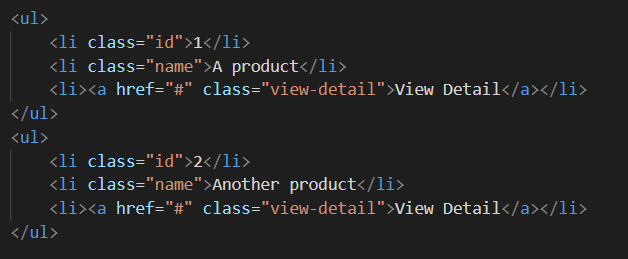 <ul>
    <li class="id">1</li>
    <li class="name">A product</li>
    <li><a href="#" class="view-detail">View Detail</a></li>
</ul>
<ul>
    <li class="id">2</li>
    <li class="name">Another product</li>
    <li><a href="#" class="view-detail">View Detail</a></li>
</ul>